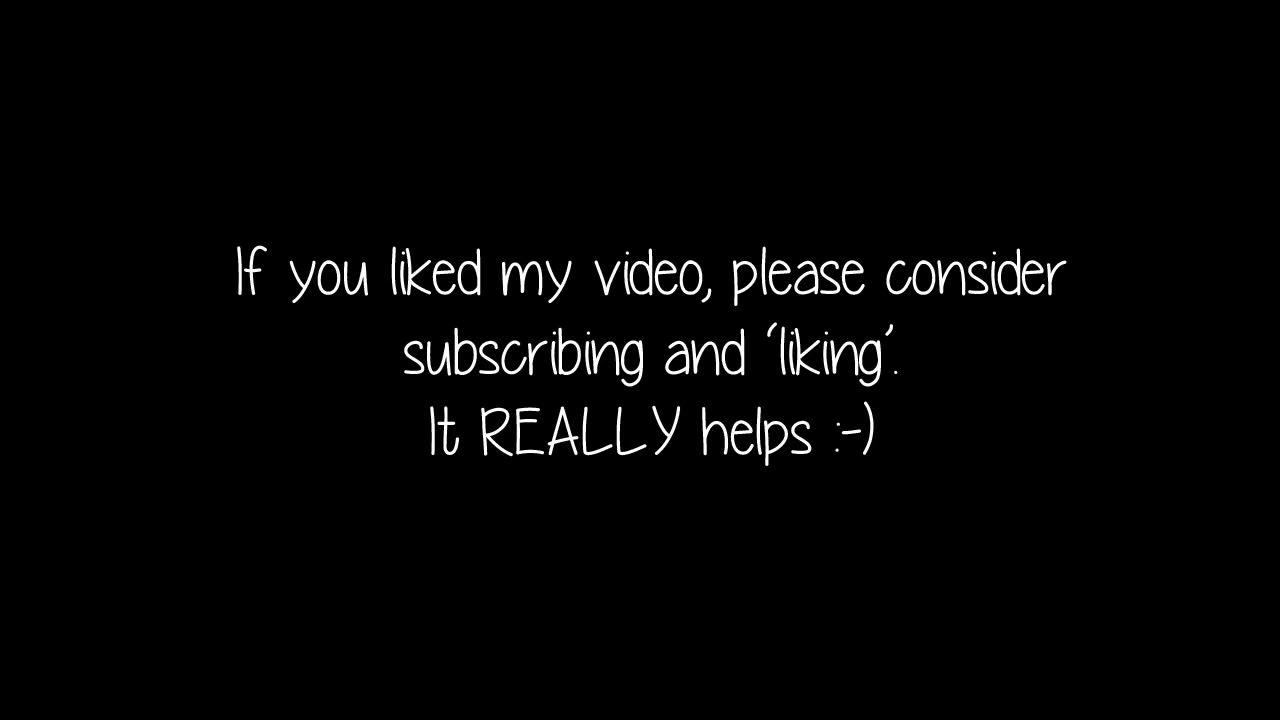 If you liked my video, please consider
subscribing and ‘liking’.
It REALLY helps :-)